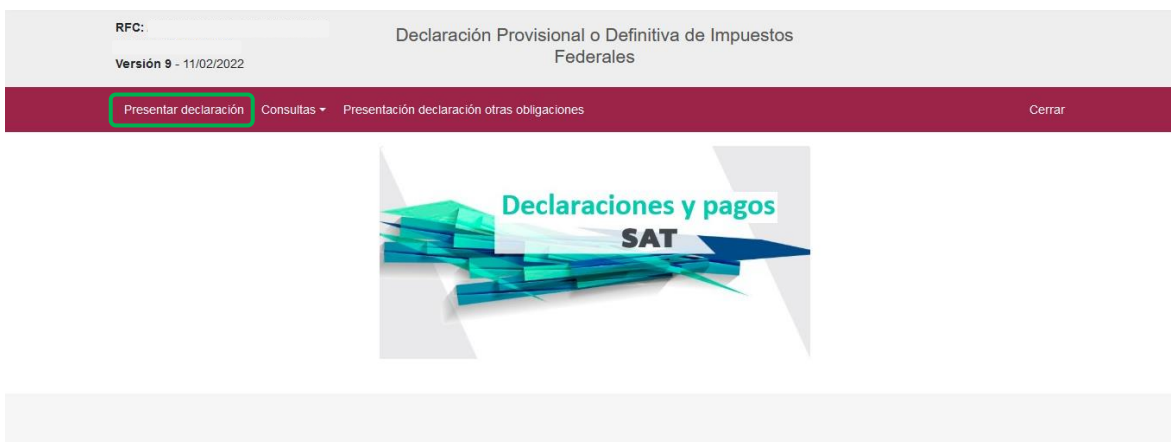 RFC:
Declaración Provisional o Definitiva de Impuestos
Federales
Versión 9 - 11/02/2022
Presentar declaración Consultas Presentación declaración otras obligaciones Cerrar
Declaraciones y pagos
SAT